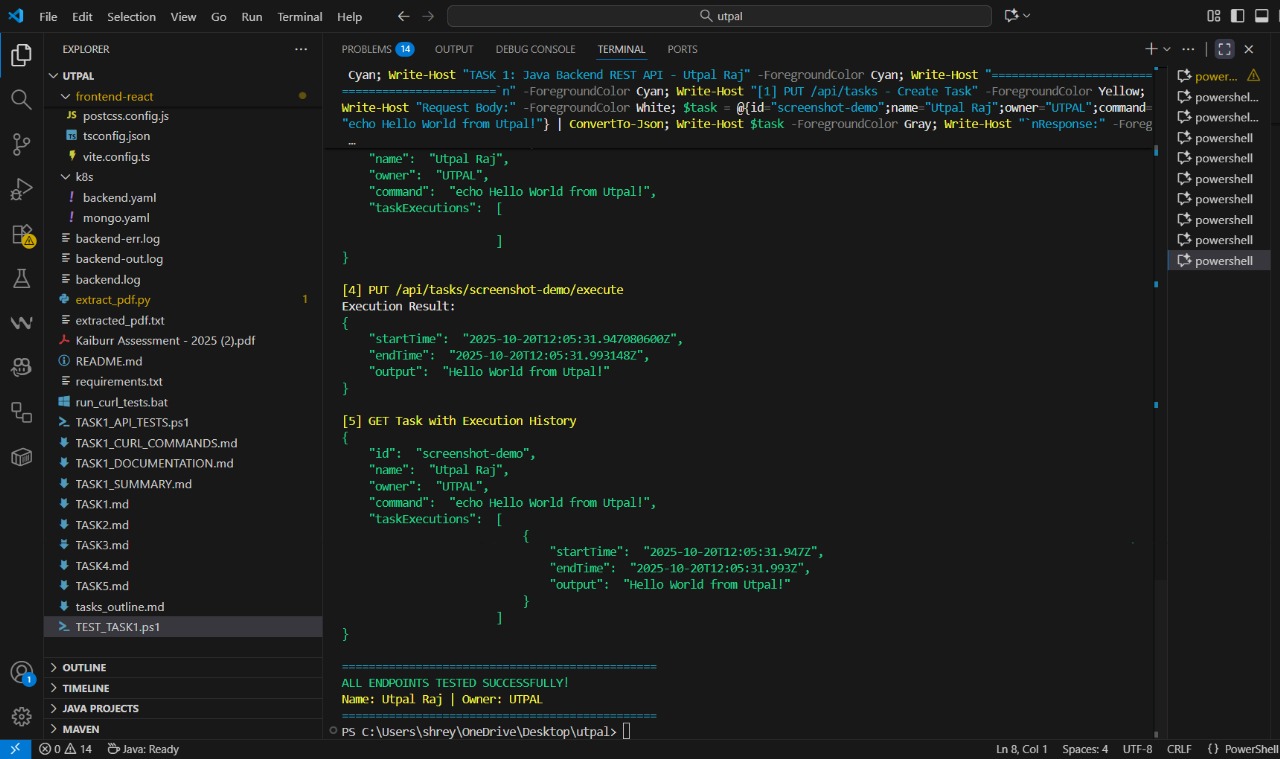 File Edit Selection View Go Run Terminal Help
utpal
EXPLORER
UTPAL
frontend-react
postcss.config.js
tsconfig.json
vite.config.ts
k8s
backend.yaml
mongo.yaml
backend-err.log
backend-out.log
backend.log
extract_pdf.py 1
extracted_pdf.txt
Kaiburr Assessment - 2025 (2).pdf
README.md
requirements.txt
run_curl_tests.bat
TASK1_API_TESTS.ps1
TASK1_CURL_COMMANDS.md
TASK1_DOCUMENTATION.md
TASK1_SUMMARY.md
TASK1.md
TASK2.md
TASK3.md
TASK4.md
TASK5.md
tasks_outline.md
TEST_TASK1.ps1
OUTLINE
TIMELINE
JAVA PROJECTS
MAVEN
PROBLEMS 14 OUTPUT DEBUG CONSOLE TERMINAL PORTS
Cyan; Write-Host "TASK 1: Java Backend REST API - Utpal Raj" -ForegroundColor Cyan; Write-Host "========================
=======================`n" -ForegroundColor Cyan; Write-Host "[1] PUT /api/tasks - Create Task" -ForegroundColor Yellow;
Write-Host "Request Body:" -ForegroundColor White; $task = @{id="screenshot-demo";name="Utpal Raj";owner="UTPAL";command=
"echo Hello World from Utpal!"} | ConvertTo-Json; Write-Host $task -ForegroundColor Gray; Write-Host "`nResponse:" -Foreg
…
"name":  "Utpal Raj",
"owner":  "UTPAL",
"command":  "echo Hello World from Utpal!",
"taskExecutions":  [
]
}
[4] PUT /api/tasks/screenshot-demo/execute
Execution Result:
{
"startTime":  "2025-10-20T12:05:31.947080600Z",
"endTime":  "2025-10-20T12:05:31.993148Z",
"output":  "Hello World from Utpal!"
}
[5] GET Task with Execution History
{
"id":  "screenshot-demo",
"name":  "Utpal Raj",
"owner":  "UTPAL",
"command":  "echo Hello World from Utpal!",
"taskExecutions":  [
{
"startTime":  "2025-10-20T12:05:31.947Z",
"endTime":  "2025-10-20T12:05:31.993Z",
"output":  "Hello World from Utpal!"
}
]
}
===============================================
ALL ENDPOINTS TESTED SUCCESSFULLY!
Name: Utpal Raj | Owner: UTPAL
===============================================
PS C:\Users\shrey\OneDrive\Desktop\utpal>
power...
powershel...
powershel...
powershell
powershell
powershell
powershell
powershell
powershell
powershell
1
0 14 Java: Ready
Ln 8, Col 1 Spaces: 4 UTF-8 CRLF {} PowerShell